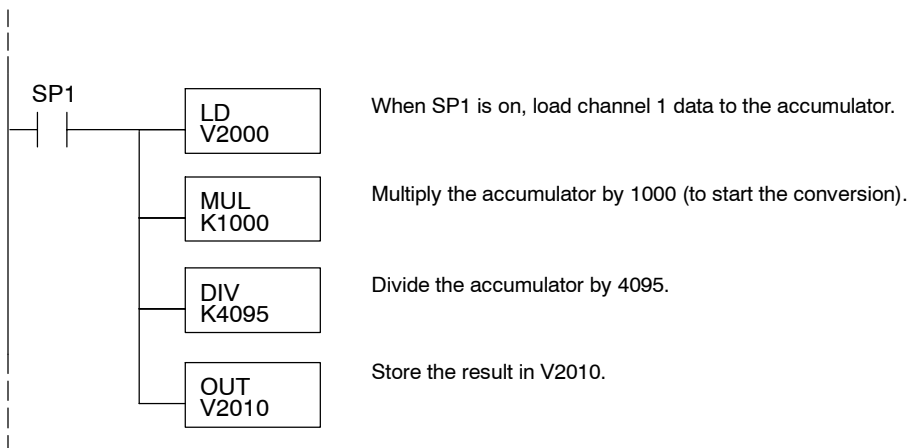 SP1
LD
V2000
When SP1 is on, load channel 1 data to the accumulator.
MUL
K1000
Multiply the accumulator by 1000 (to start the conversion).
DIV
K4095
Divide the accumulator by 4095.
OUT
V2010
Store the result in V2010.